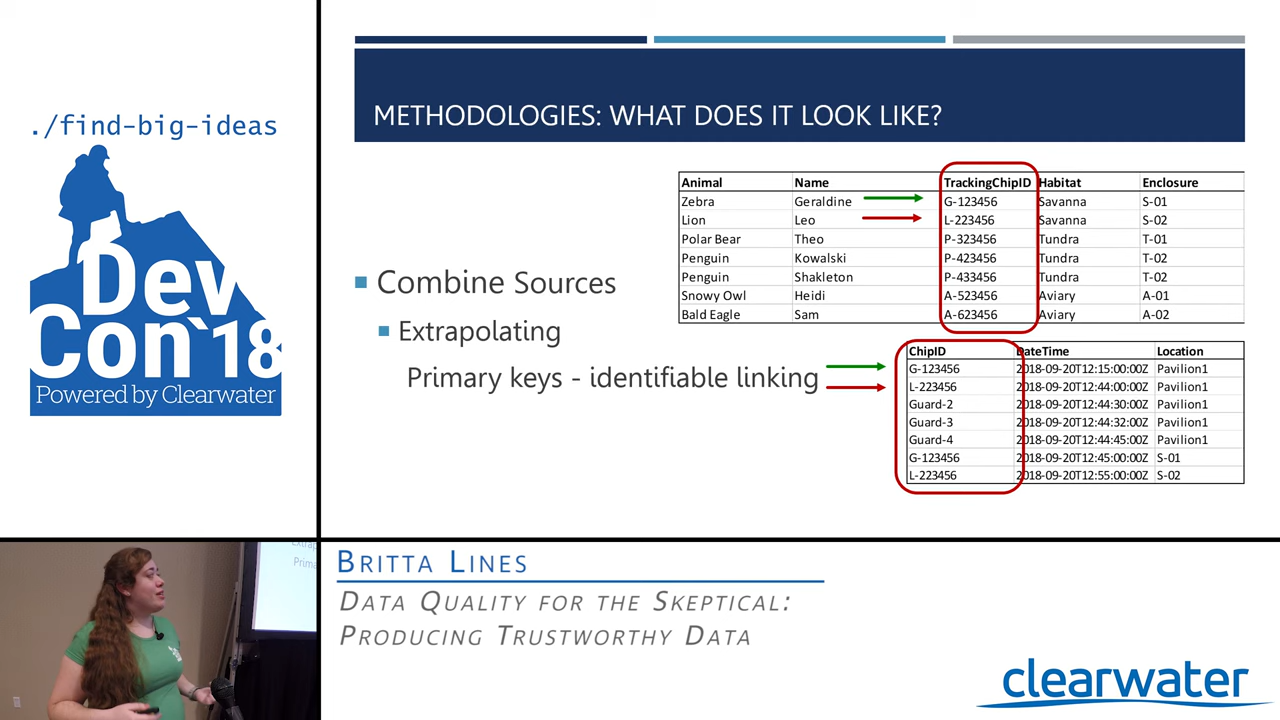 ./find-big-ideas
Dev
Con`18
Powered by Clearwater
METHODOLOGIES: WHAT DOES IT LOOK LIKE?
Combine Sources
Extrapolating
Primary keys - identifiable linking
Animal Name TrackingChipID Habitat Enclosure
Zebra Geraldine G-123456 Savanna S-01
Lion Leo L-223456 Savanna S-02
Polar Bear Theo P-323456 Tundra T-01
Penguin Kowalski P-423456 Tundra T-02
Penguin Shakleton P-433456 Tundra T-02
Snowy Owl Heidi A-523456 Aviary A-01
Bald Eagle Sam A-623456 Aviary A-02
ChipID DateTime Location
G-123456 2018-09-20T12:15:00:00Z Pavilion1
L-223456 2018-09-20T12:44:00:00Z Pavilion1
Guard-2 2018-09-20T12:44:30:00Z Pavilion1
Guard-3 2018-09-20T12:44:32:00Z Pavilion1
Guard-4 2018-09-20T12:44:45:00Z Pavilion1
G-123456 2018-09-20T12:45:00:00Z S-01
L-223456 2018-09-20T12:55:00:00Z S-02
Extrap
Prima
BRITTA LINES
DATA QUALITY FOR THE SKEPTICAL:
PRODUCING TRUSTWORTHY DATA
clearwater